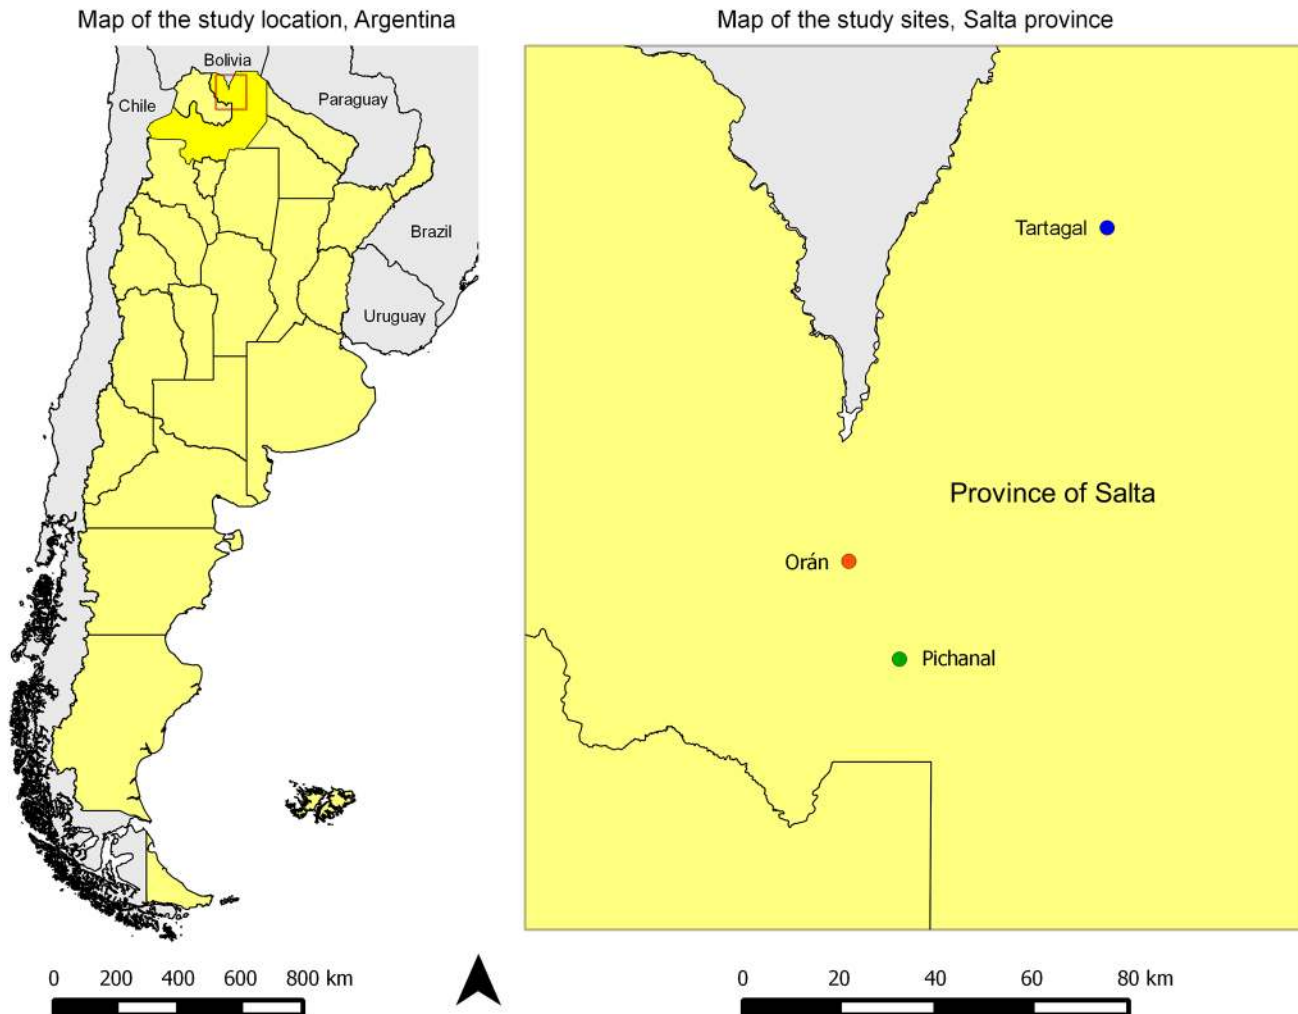 Map of the study location, Argentina
Map of the study sites, Salta province
Bolivia
Chile
Paraguay
Brazil
Uruguay
Tartagal
Province of Salta
Orán
Pichanal
0 200 400 600 800 km
0 20 40 60 80 km